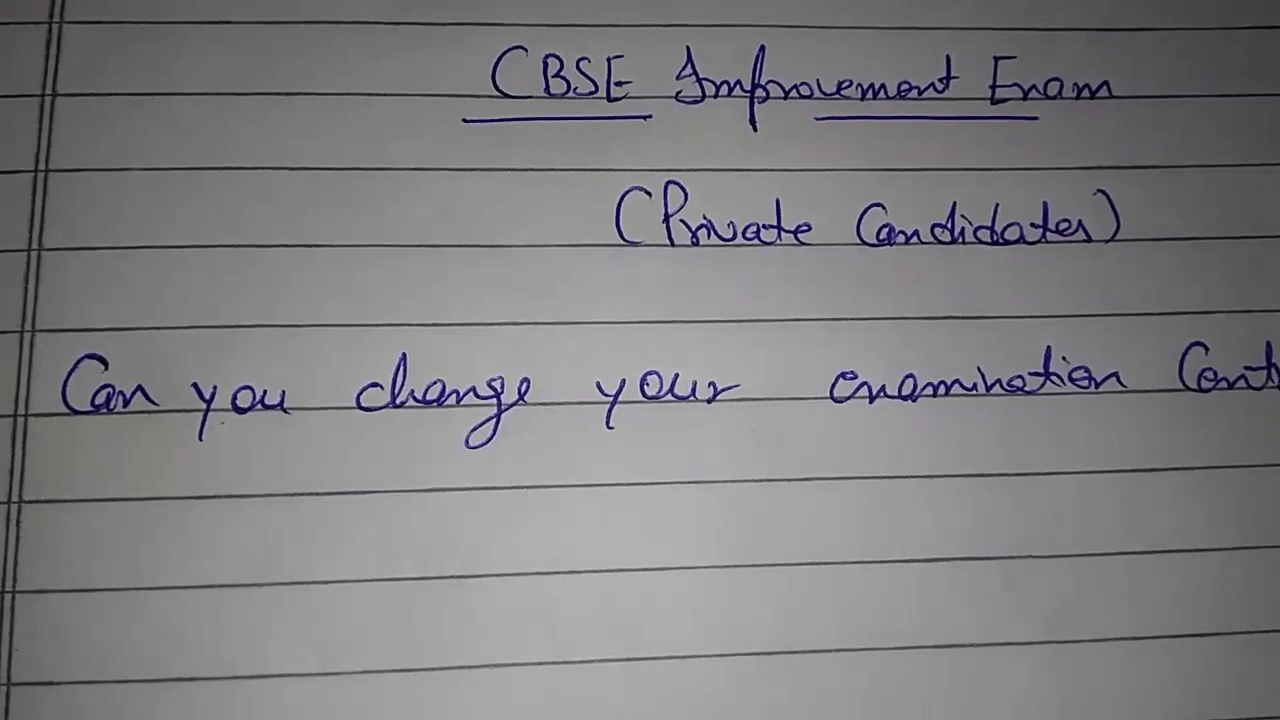 CBSE Improvement Exam
(Private Candidates)
Can you change your examination Cent